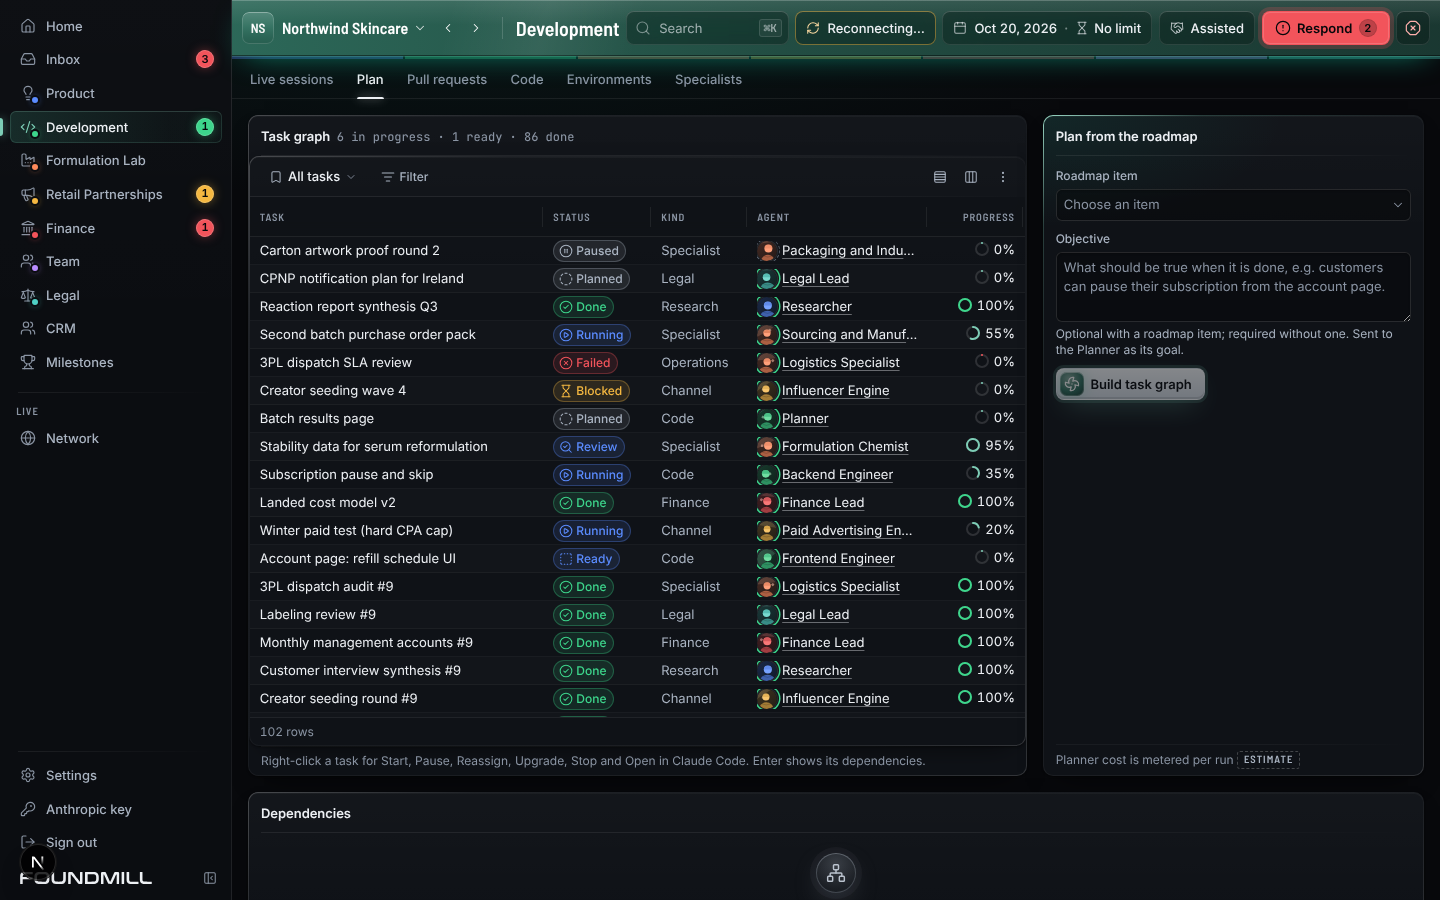 NS Northwind Skincare
Development
Search ⌘K
Reconnecting...
Oct 20, 2026 · No limit
Assisted
Respond 2
Home
Inbox 3
Product
Development 1
Formulation Lab
Retail Partnerships 1
Finance 1
Team
Legal
CRM
Milestones
LIVE
Network
Settings
Anthropic key
Sign out
N
FOUNDMILL
Live sessions Plan Pull requests Code Environments Specialists
Task graph 6 in progress · 1 ready · 86 done
All tasks Filter
TASK STATUS KIND AGENT PROGRESS
Carton artwork proof round 2 Paused Specialist Packaging and Indu... 0%
CPNP notification plan for Ireland Planned Legal Legal Lead 0%
Reaction report synthesis Q3 Done Research Researcher 100%
Second batch purchase order pack Running Specialist Sourcing and Manuf... 55%
3PL dispatch SLA review Failed Operations Logistics Specialist 0%
Creator seeding wave 4 Blocked Channel Influencer Engine 0%
Batch results page Planned Code Planner 0%
Stability data for serum reformulation Review Specialist Formulation Chemist 95%
Subscription pause and skip Running Code Backend Engineer 35%
Landed cost model v2 Done Finance Finance Lead 100%
Winter paid test (hard CPA cap) Running Channel Paid Advertising En... 20%
Account page: refill schedule UI Ready Code Frontend Engineer 0%
3PL dispatch audit #9 Done Specialist Logistics Specialist 100%
Labeling review #9 Done Legal Legal Lead 100%
Monthly management accounts #9 Done Finance Finance Lead 100%
Customer interview synthesis #9 Done Research Researcher 100%
Creator seeding round #9 Done Channel Influencer Engine 100%
102 rows
Right-click a task for Start, Pause, Reassign, Upgrade, Stop and Open in Claude Code. Enter shows its dependencies.
Plan from the roadmap
Roadmap item
Choose an item
Objective
What should be true when it is done, e.g. customers
can pause their subscription from the account page.
Optional with a roadmap item; required without one. Sent to
the Planner as its goal.
Build task graph
Planner cost is metered per run ESTIMATE
Dependencies